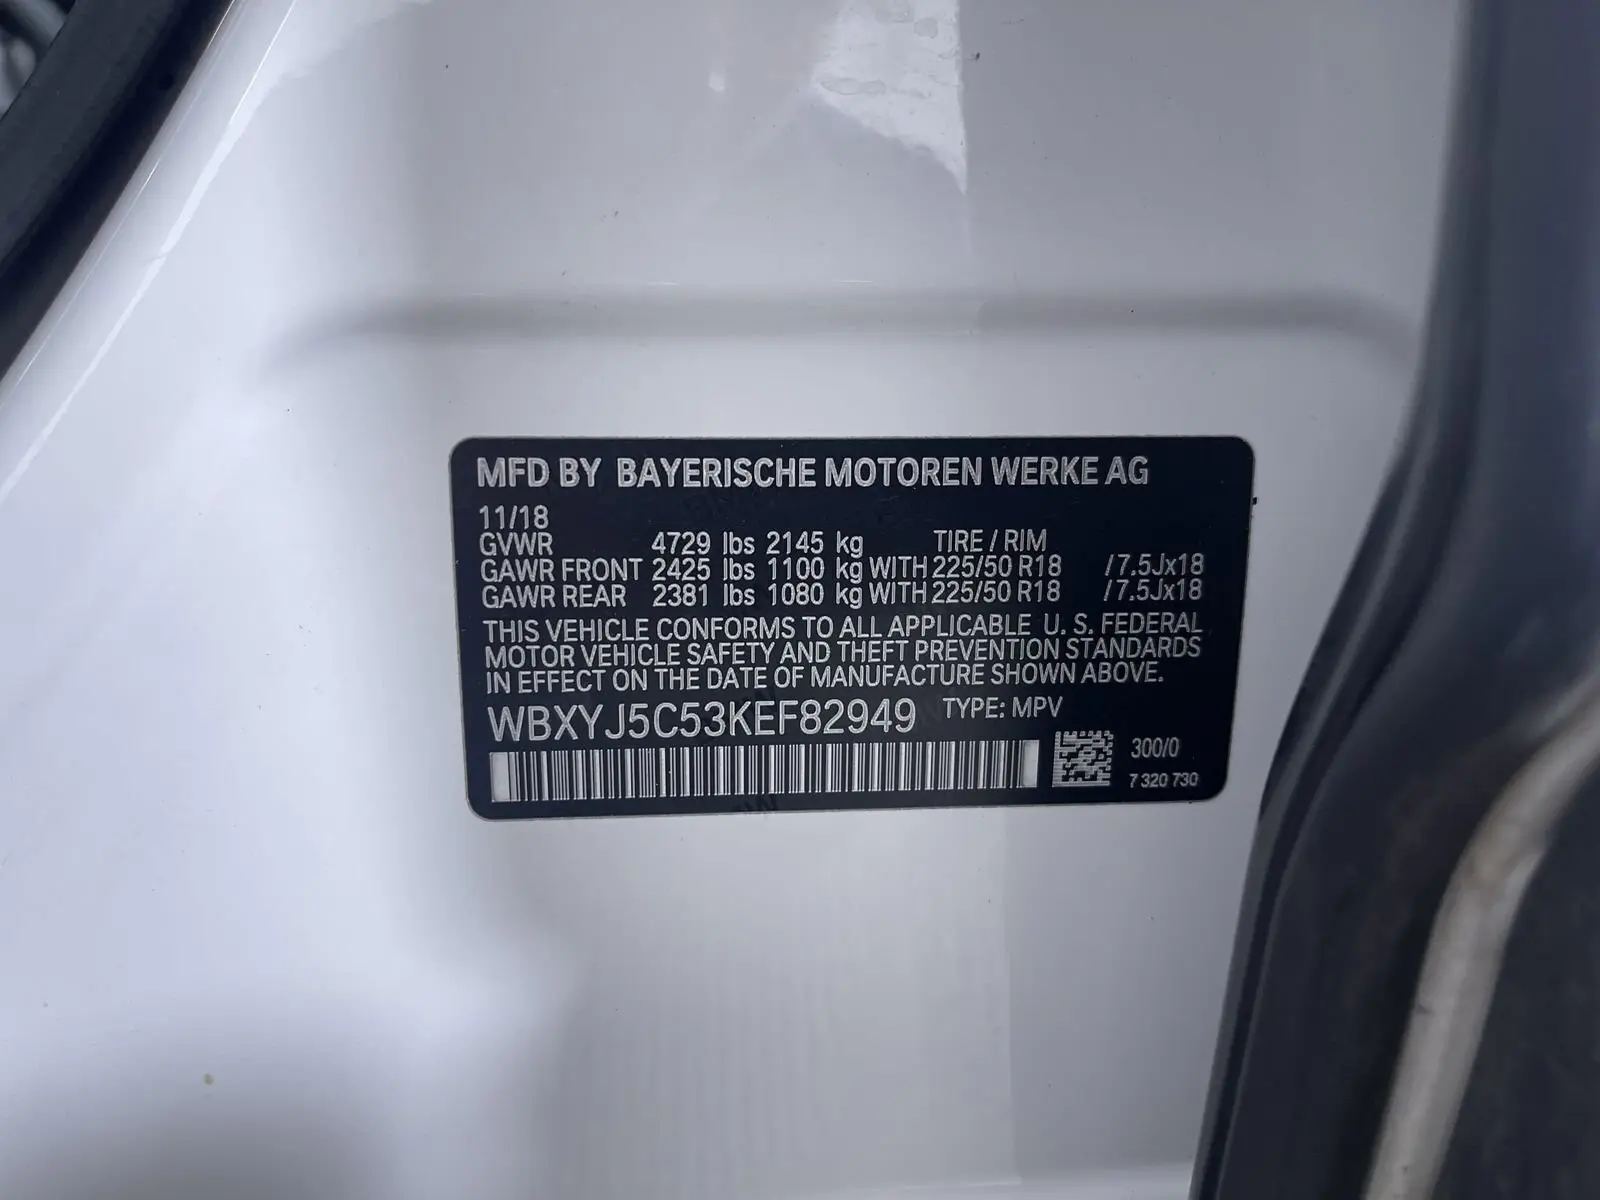 MFD BY BAYERISCHE MOTOREN WERKE AG
11/18
GVWR 4729 lbs 2145 kg TIRE / RIM
GAWR FRONT 2425 lbs 1100 kg WITH 225/50 R18 /7.5Jx18
GAWR REAR 2381 lbs 1080 kg WITH 225/50 R18 /7.5Jx18
THIS VEHICLE CONFORMS TO ALL APPLICABLE U. S. FEDERAL
MOTOR VEHICLE SAFETY AND THEFT PREVENTION STANDARDS
IN EFFECT ON THE DATE OF MANUFACTURE SHOWN ABOVE.
WBXYJ5C53KEF82949 TYPE: MPV
300/0
7 320 730